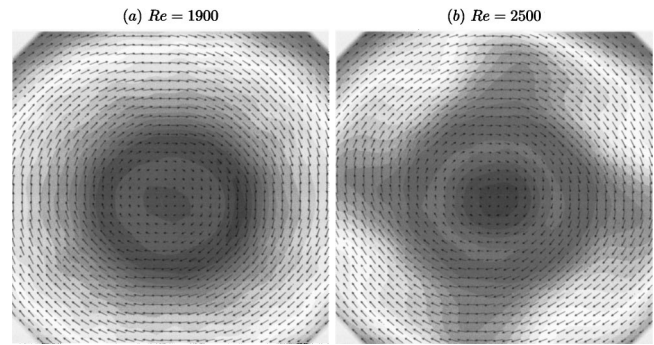 (a) Re = 1900
(b) Re = 2500